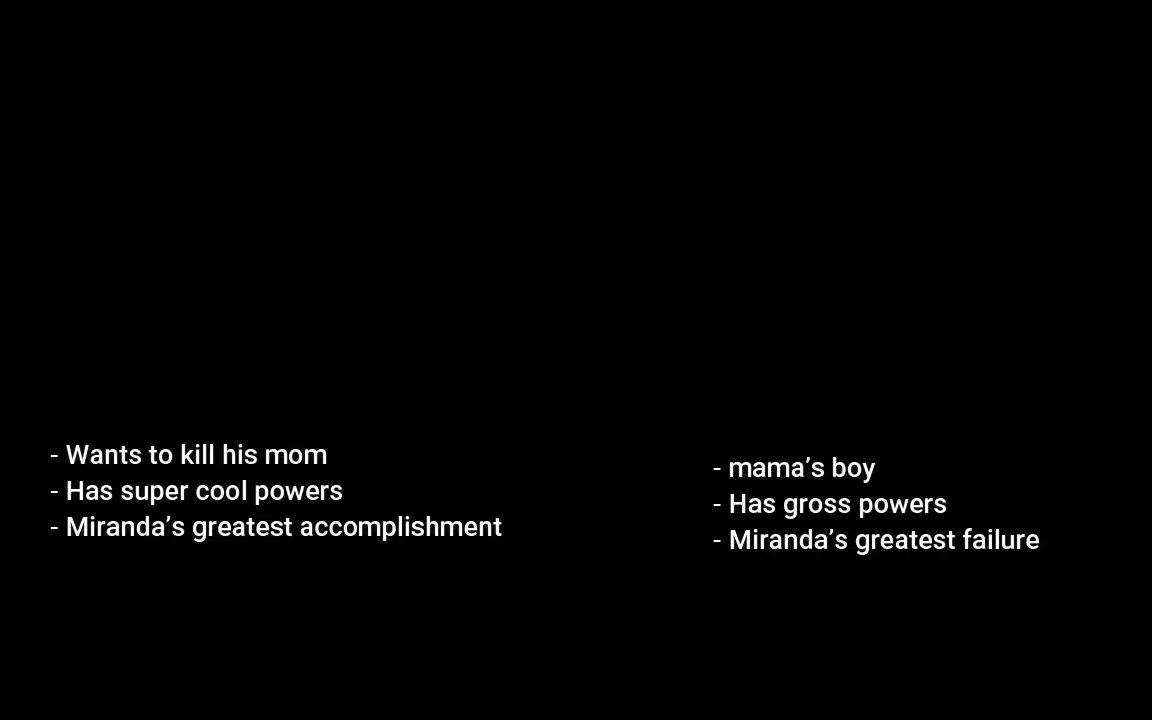 - Wants to kill his mom
- Has super cool powers
- Miranda’s greatest accomplishment
- mama’s boy
- Has gross powers
- Miranda’s greatest failure